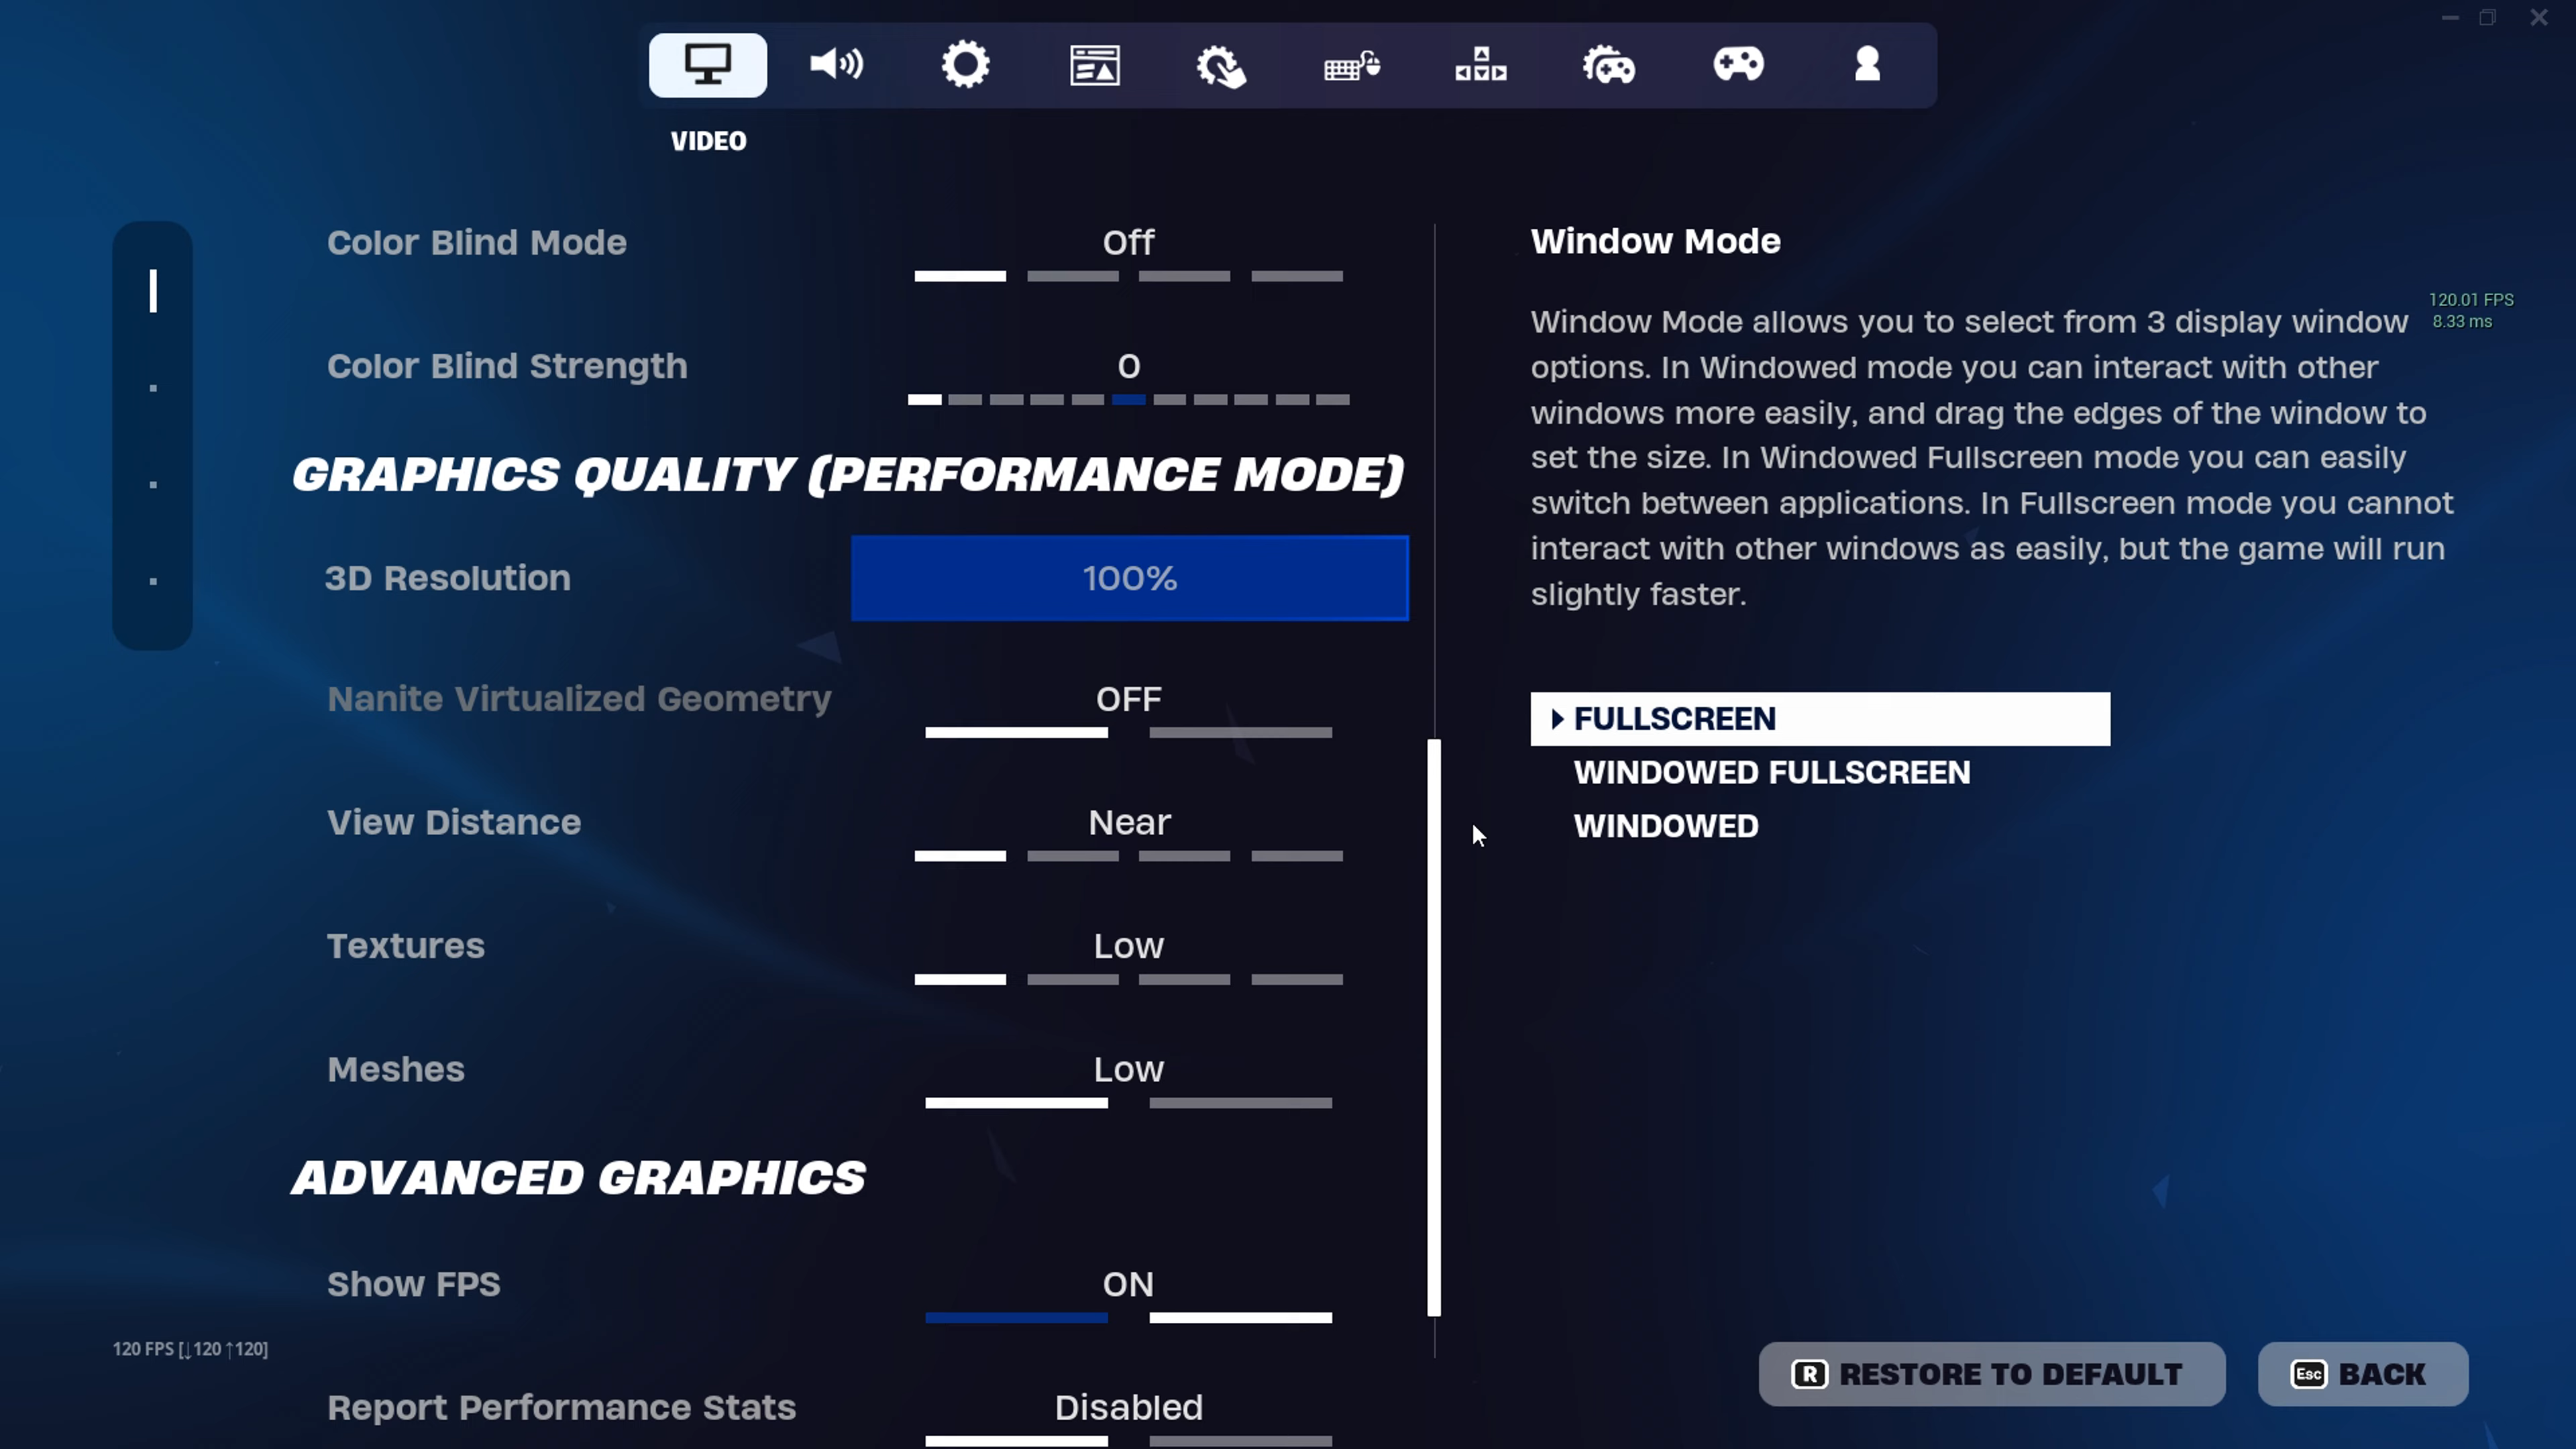 VIDEO
Color Blind Mode
Off
Color Blind Strength
0
GRAPHICS QUALITY (PERFORMANCE MODE)
3D Resolution
100%
Nanite Virtualized Geometry
OFF
View Distance
Near
Textures
Low
Meshes
Low
ADVANCED GRAPHICS
Show FPS
ON
Report Performance Stats
Disabled
120 FPS [↓120 ↑120]
Window Mode
120.01 FPS
8.33 ms
Window Mode allows you to select from 3 display window
options. In Windowed mode you can interact with other
windows more easily, and drag the edges of the window to
set the size. In Windowed Fullscreen mode you can easily
switch between applications. In Fullscreen mode you cannot
interact with other windows as easily, but the game will run
slightly faster.
FULLSCREEN
WINDOWED FULLSCREEN
WINDOWED
R RESTORE TO DEFAULT
Esc BACK